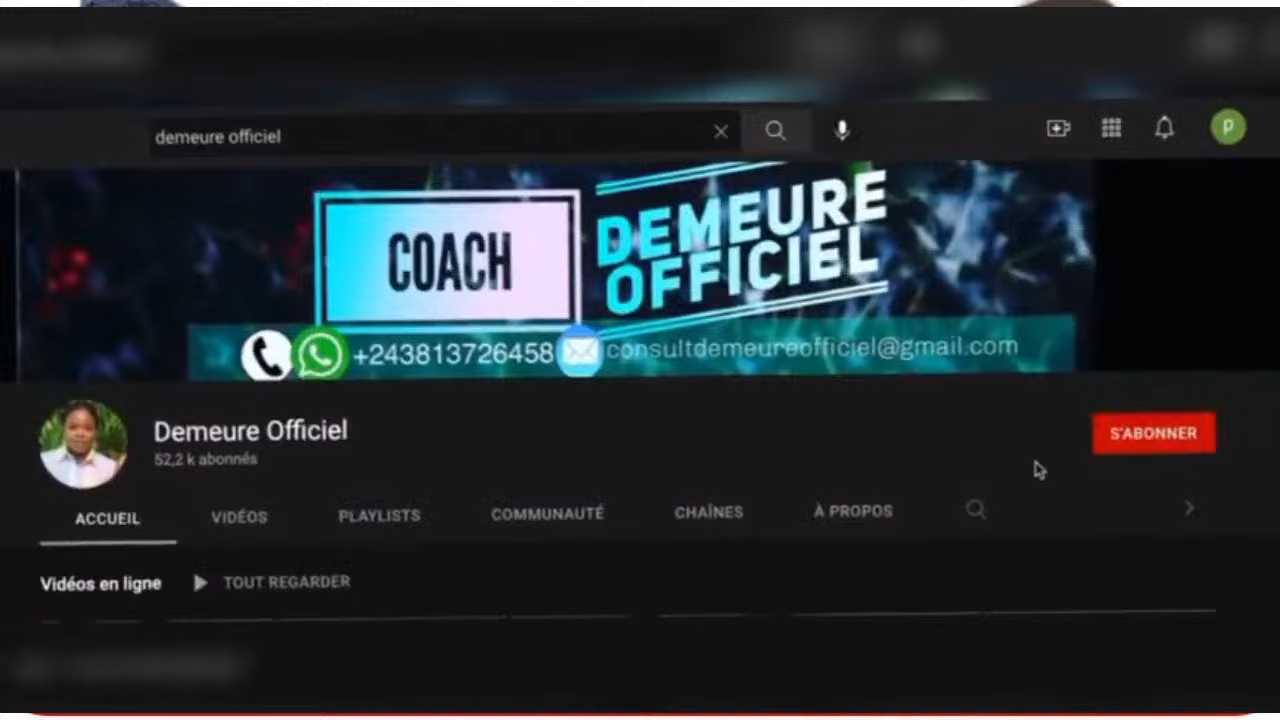 demeure officiel
P
COACH
DEMEURE
OFFICIEL
+243813726458
consultdemeureofficiel@gmail.com
Demeure Officiel
52,2 k abonnés
S'ABONNER
ACCUEIL
VIDÉOS
PLAYLISTS
COMMUNAUTÉ
CHAÎNES
À PROPOS
Vidéos en ligne
TOUT REGARDER